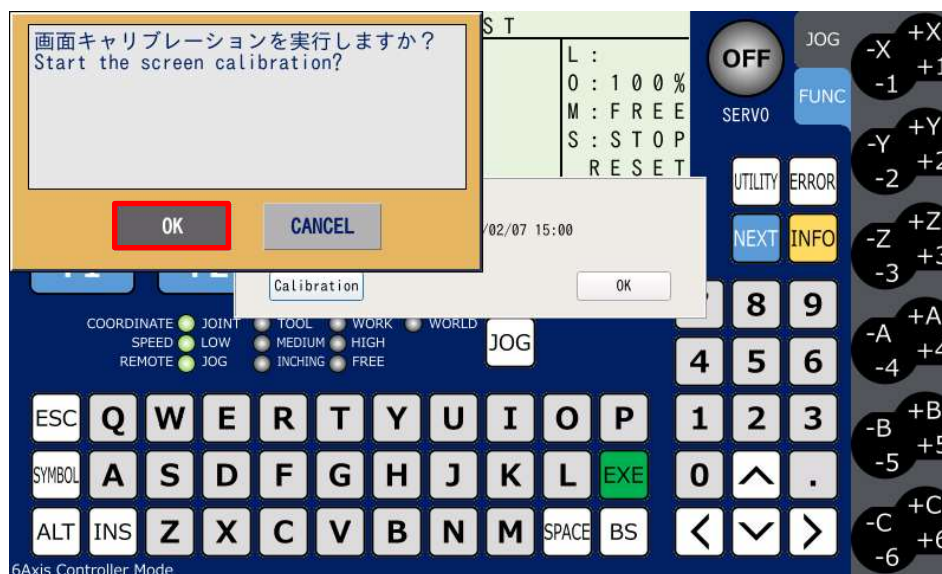 画面キャリブレーションを実行しますか？
Start the screen calibration?
OK
CANCEL
S T
L :
O : 1 0 0 %
M : F R E E
S : S T O P
R E S E T
OFF
SERVO
JOG
FUNC
UTILITY
ERROR
NEXT
INFO
/02/07 15:00
Calibration
OK
COORDINATE JOINT TOOL WORK WORLD
SPEED LOW MEDIUM HIGH
REMOTE JOG INCHING FREE
JOG
8 9
4 5 6
ESC Q W E R T Y U I O P 1 2 3
SYMBOL A S D F G H J K L EXE 0 .
ALT INS Z X C V B N M SPACE BS
6Axis Controller Mode
-X +X
-1 +1
-Y +Y
-2 +2
-Z +Z
-3 +3
-A +A
-4 +4
-B +B
-5 +5
-C +C
-6 +6